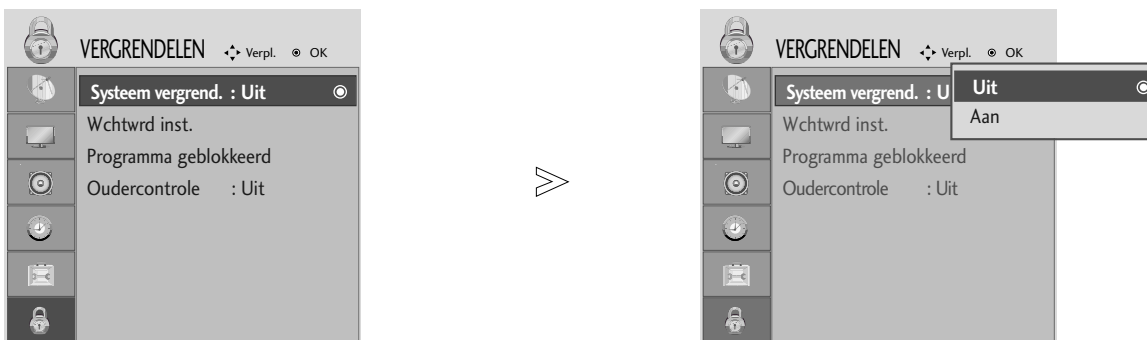 VERGRENDELEN Verpl. OK
Systeem vergrend. : Uit
Wchtwrd inst.
Programma geblokkeerd
Oudercontrole : Uit
VERGRENDELEN Verpl. OK
Systeem vergrend. : U
Wchtwrd inst.
Programma geblokkeerd
Oudercontrole : Uit
Uit
Aan